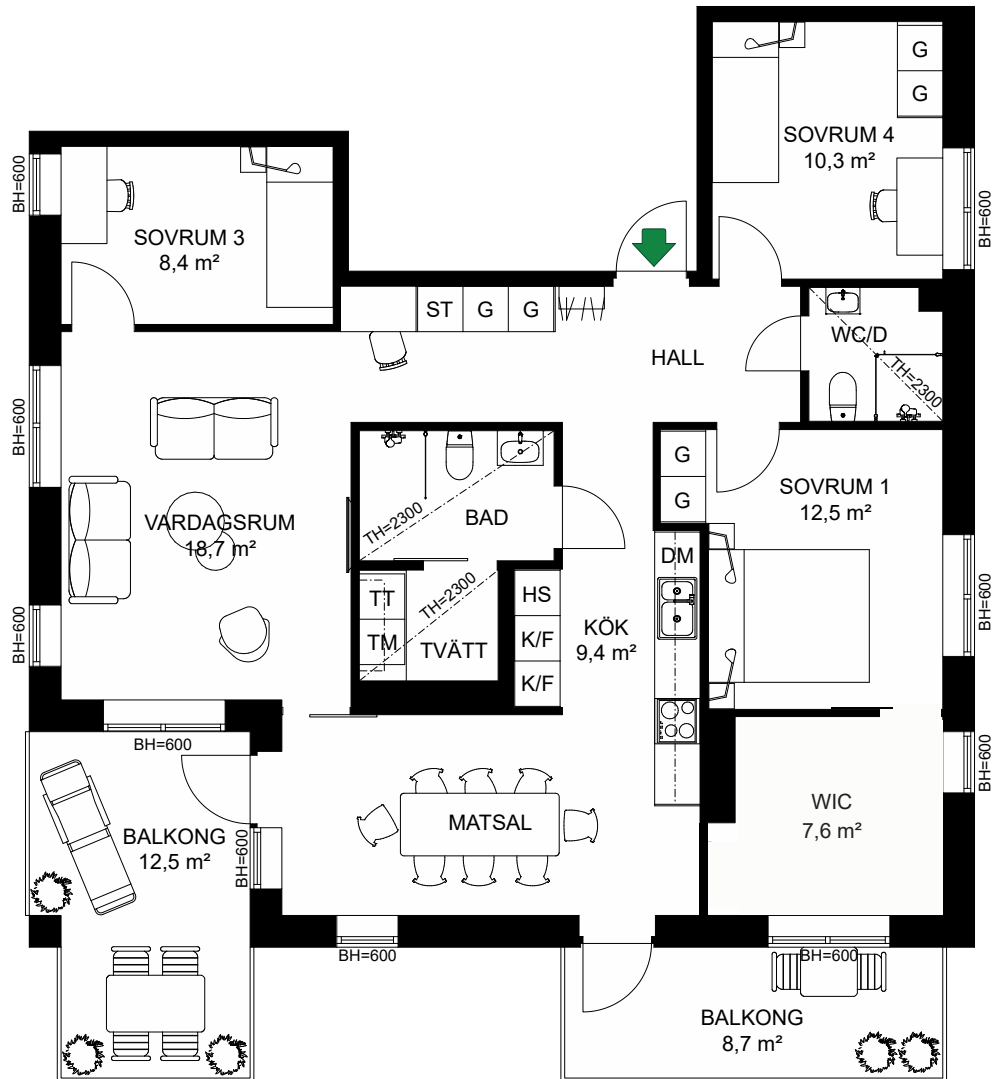 G
G
SOVRUM 4
10,3 m²
BH=600
BH=600
SOVRUM 3
8,4 m²
BH=600
ST
G
G
HALL
WC/D
TH=2300
BH=600
G
G
SOVRUM 1
12,5 m²
BH=600
VARDAGSRUM
18,7 m²
TH=2300
BAD
DM
TT
TM
TH=2300
TVÄTT
HS
K/F
K/F
KÖK
9,4 m²
BH=600
BH=600
BH=600
WIC
7,6 m²
MATSAL
BALKONG
12,5 m²
BH=600
BH=600
BH=600
BALKONG
8,7 m²